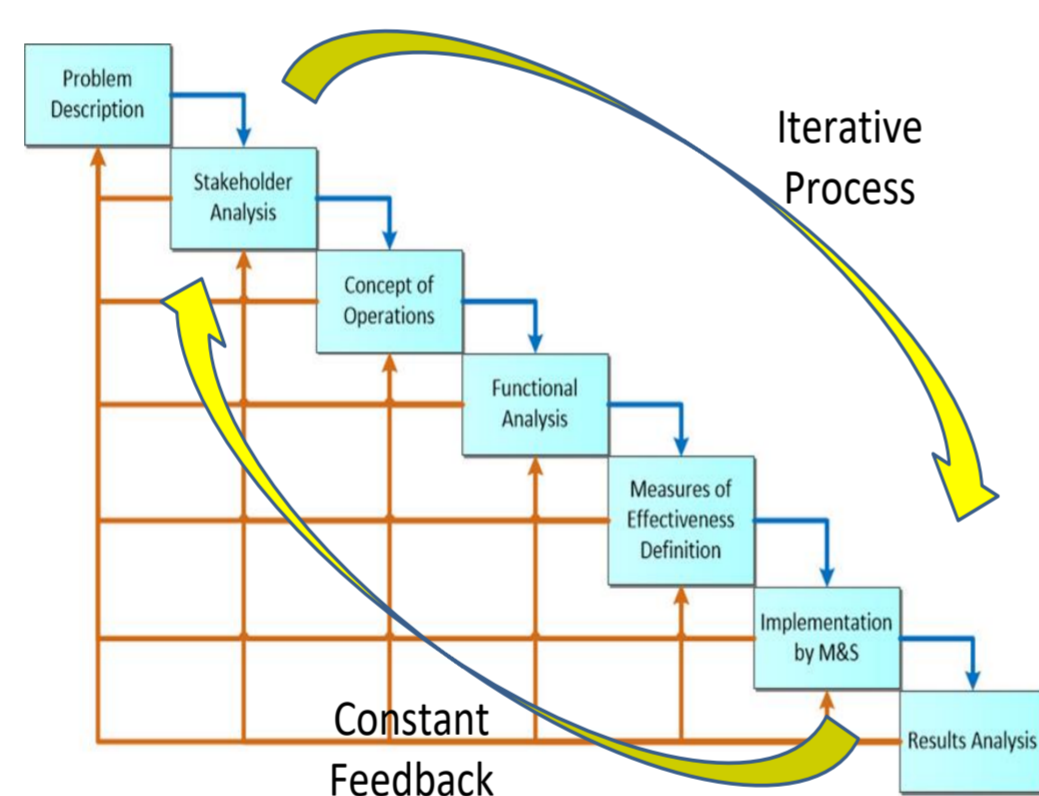 Problem
Description
Stakeholder
Analysis
Concept of
Operations
Functional
Analysis
Measures of
Effectiveness
Definition
Implementation
by M&S
Results Analysis
Iterative
Process
Constant
Feedback